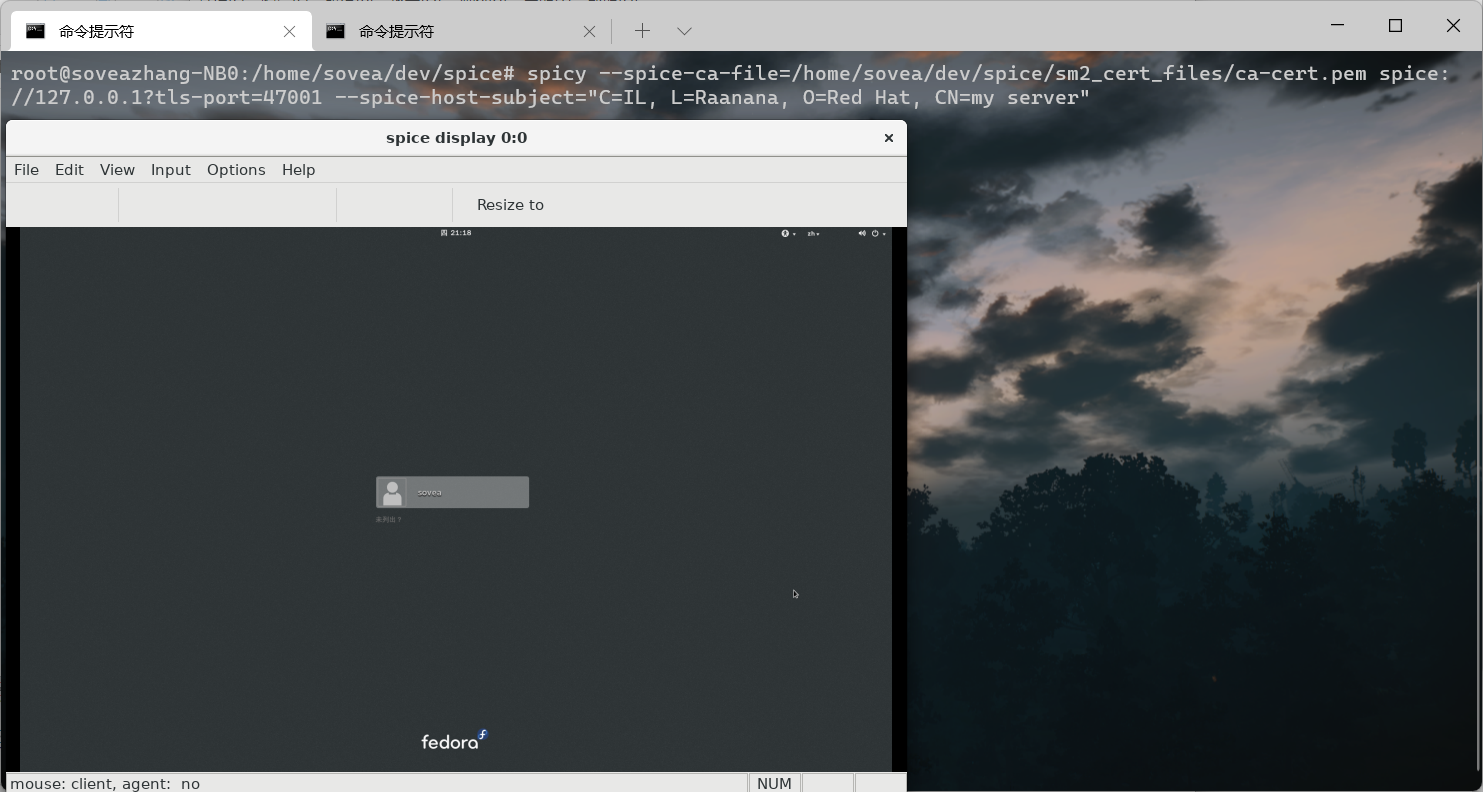 命令提示符 命令提示符
root@soveazhang-NB0:/home/sovea/dev/spice# spicy --spice-ca-file=/home/sovea/dev/spice/sm2_cert_files/ca-cert.pem spice:
//127.0.0.1?tls-port=47001 --spice-host-subject="C=IL, L=Raanana, O=Red Hat, CN=my server"
spice display 0:0
File Edit View Input Options Help
Resize to
四 21:18 zh
sovea
未列出？
fedora
mouse: client, agent: no NUM